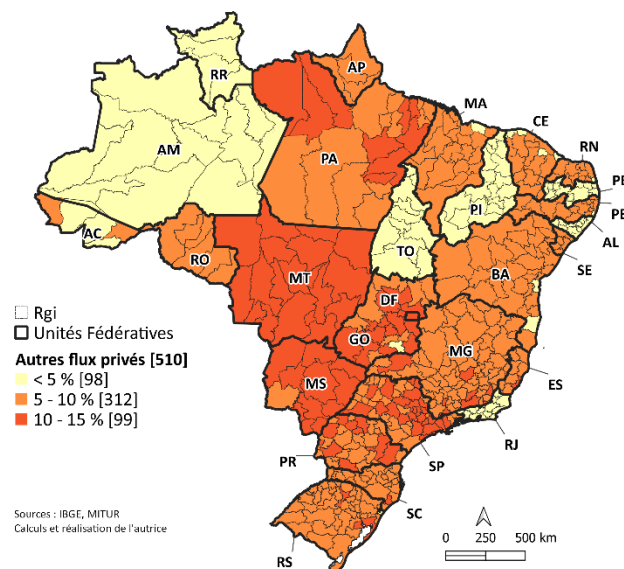 AP
RR
MA
CE
RN
AM
PA
PB
PE
PI
AC
TO
AL
RO
SE
MT
BA
DF
Rgi
Unités Fédératives
GO
MG
Autres flux privés [510]
< 5 % [98]
5 - 10 % [312]
10 - 15 % [99]
MS
ES
RJ
PR
SP
SC
Sources : IBGE, MITUR
Calculs et réalisation de l'autrice
RS
0 250 500 km